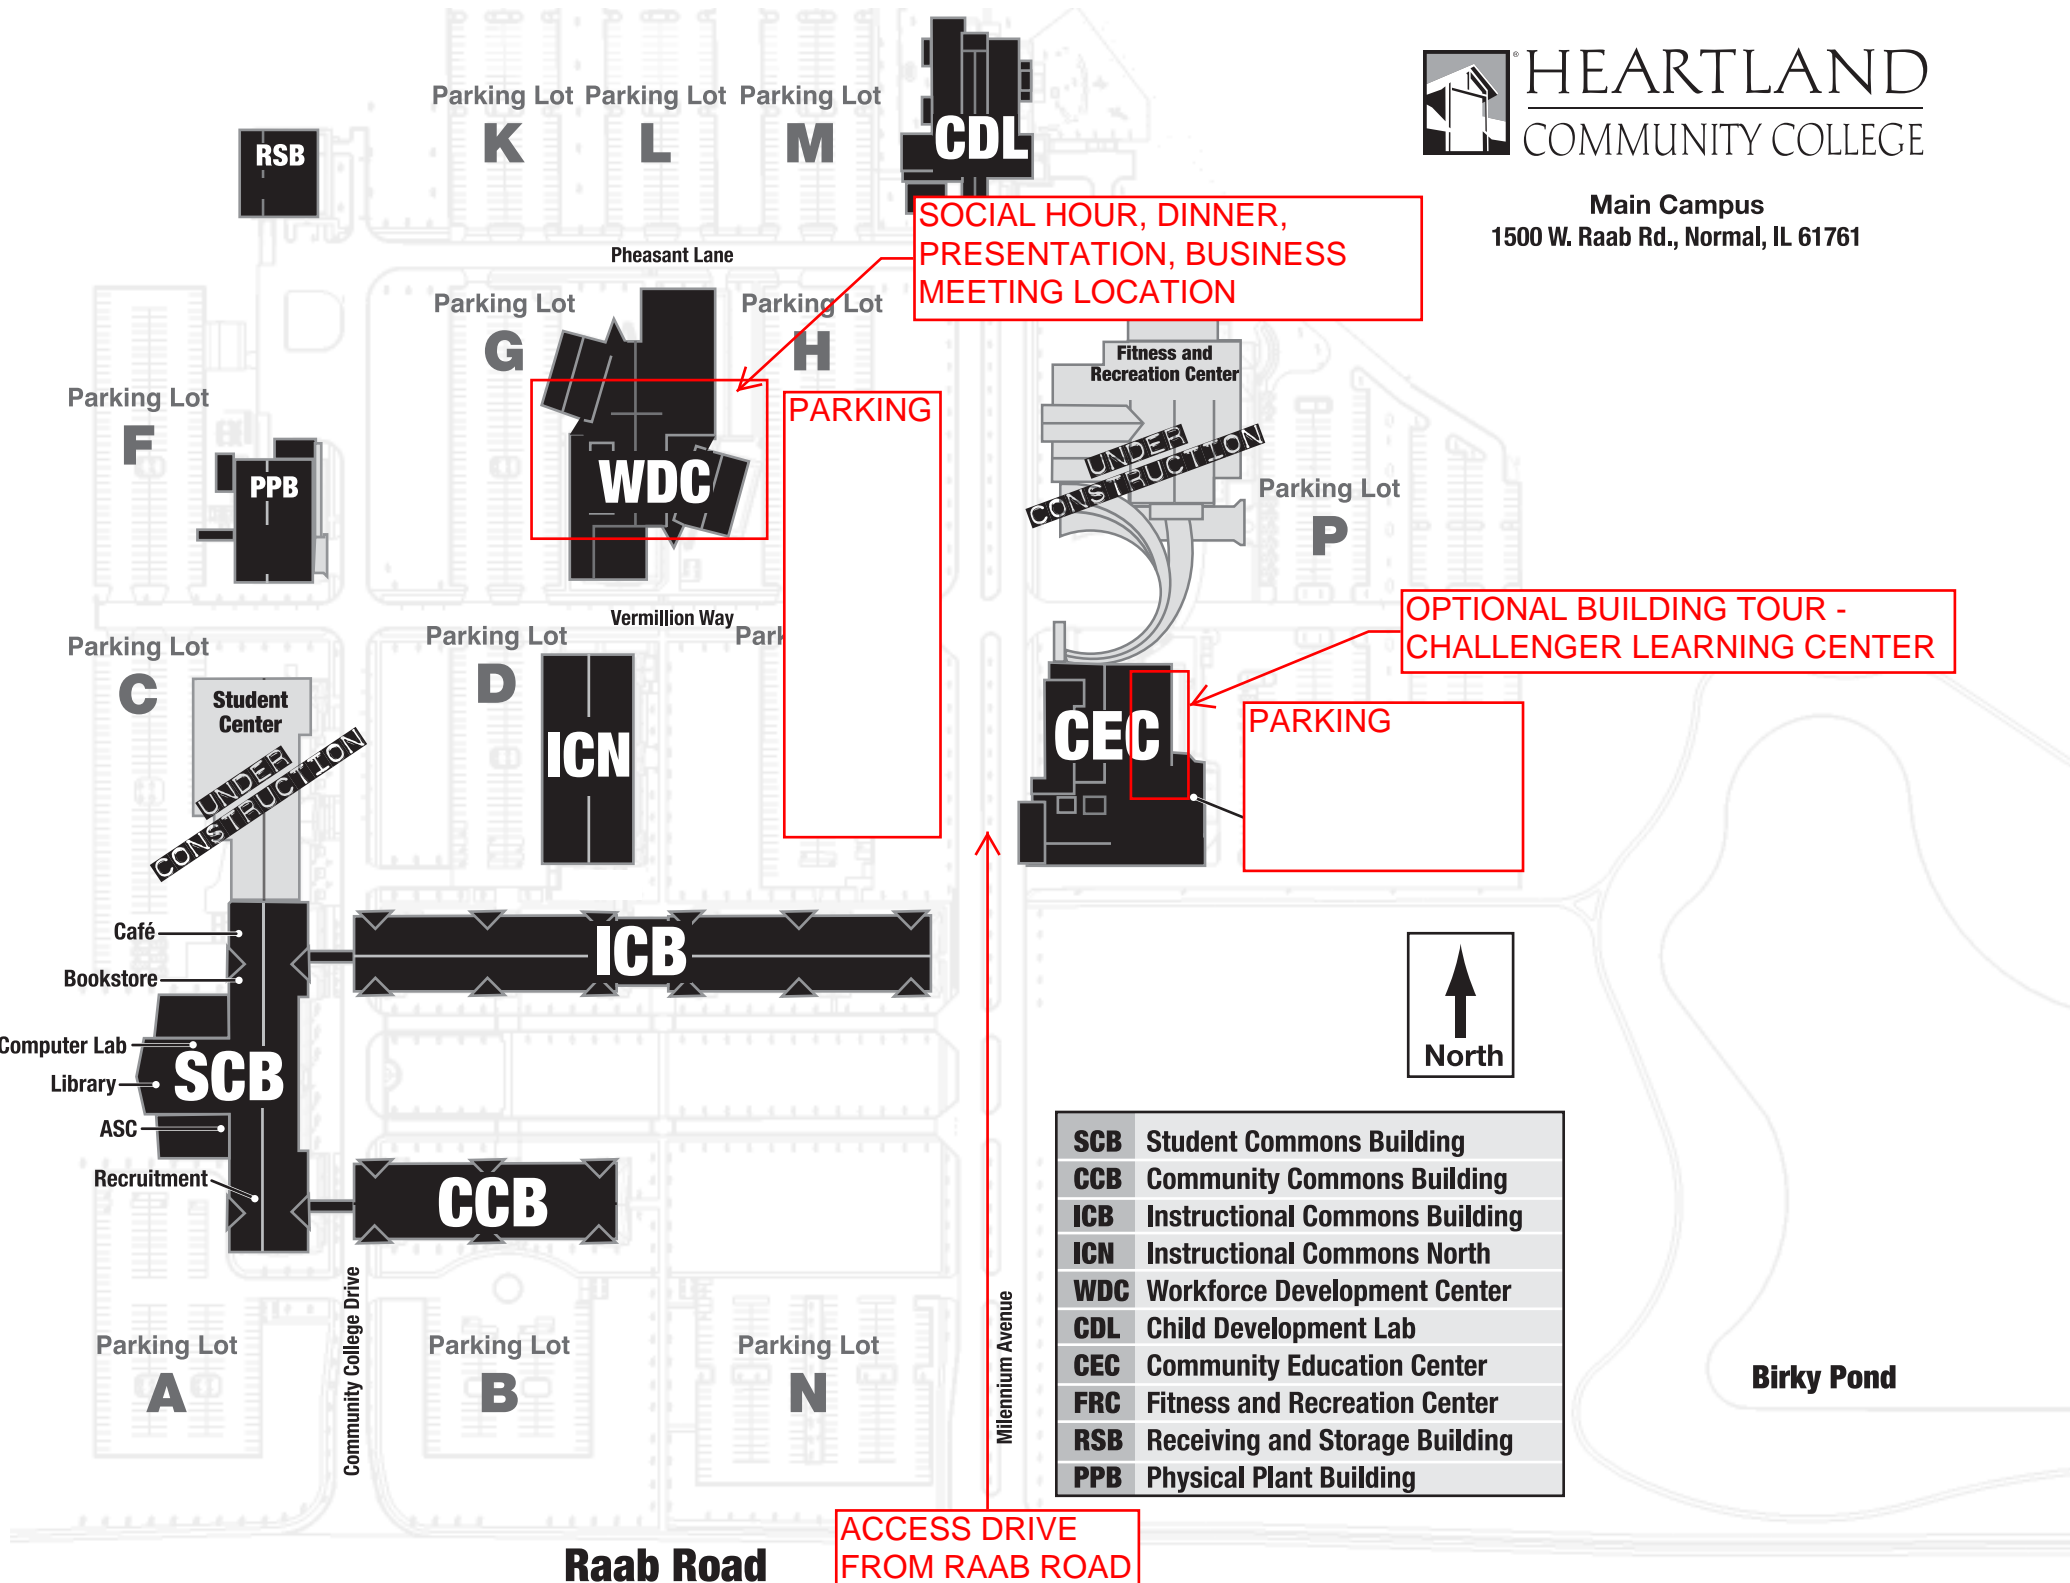 HEARTLAND
COMMUNITY COLLEGE
®
Main Campus
1500 W. Raab Rd., Normal, IL 61761
Parking Lot
K
Parking Lot
L
Parking Lot
M
CDL
RSB
SOCIAL HOUR, DINNER,
PRESENTATION, BUSINESS
MEETING LOCATION
Pheasant Lane
Parking Lot
G
Parking Lot
H
Fitness and
Recreation Center
UNDER
CONSTRUCTION
Parking Lot
F
PARKING
WDC
PPB
Parking Lot
P
Vermillion Way
OPTIONAL BUILDING TOUR -
CHALLENGER LEARNING CENTER
Parking Lot
C
Parking Lot
D
Park
Student
Center
UNDER
CONSTRUCTION
ICN
CEC
PARKING
Café
Bookstore
Computer Lab
Library
ASC
Recruitment
SCB
ICB
CCB
North
SCB Student Commons Building
CCB Community Commons Building
ICB Instructional Commons Building
ICN Instructional Commons North
WDC Workforce Development Center
CDL Child Development Lab
CEC Community Education Center
FRC Fitness and Recreation Center
RSB Receiving and Storage Building
PPB Physical Plant Building
Birky Pond
Parking Lot
A
Community College Drive
Parking Lot
B
Parking Lot
N
Milennium Avenue
Raab Road
ACCESS DRIVE
FROM RAAB ROAD